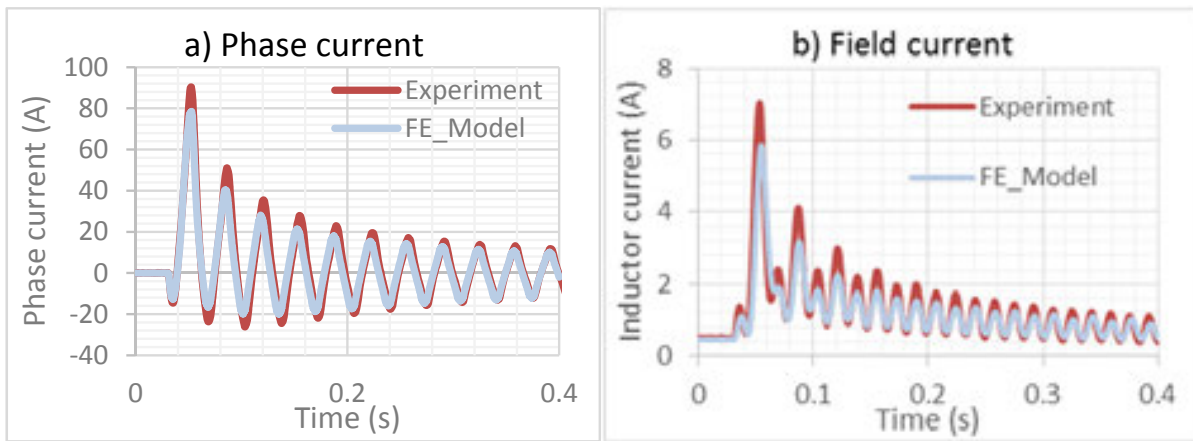 a) Phase current
100
80
60
40
20
0
-20
-40
Phase current (A)
Experiment
FE_Model
0
0.2
0.4
Time (s)
b) Field current
8
6
4
2
0
Inductor current (A)
Experiment
FE_Model
0
0.1
0.2
0.3
0.4
Time (s)